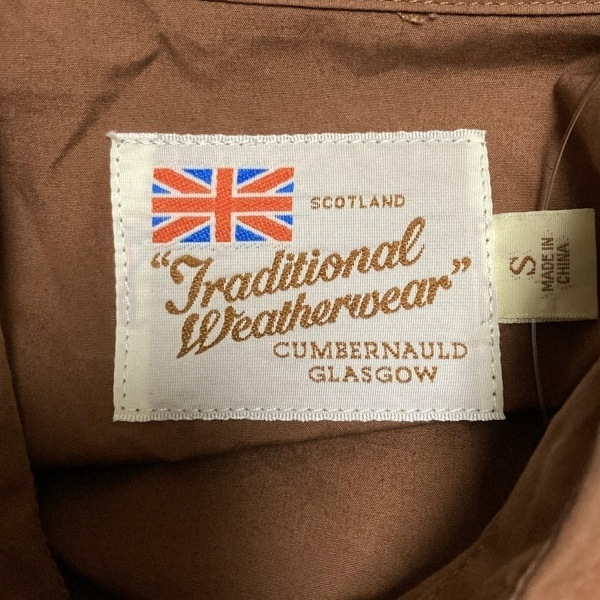 SCOTLAND
"Traditional
Weatherwear"
CUMBERNAULD
GLASGOW
S
MADE IN
CHINA